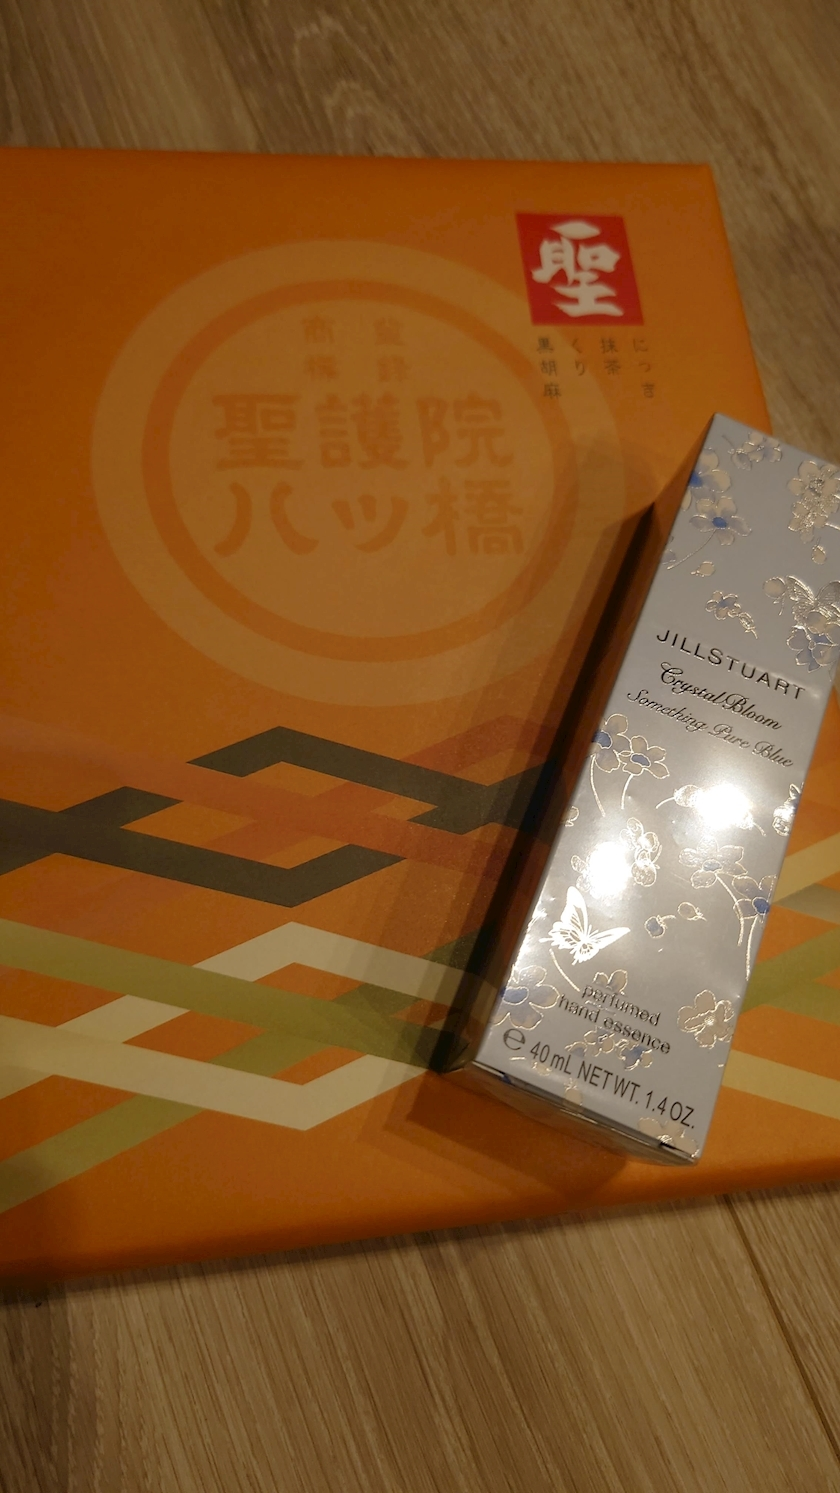 聖
にっき
抹茶
くり
黒胡麻
登録
商標
聖護院
八ツ橋
JILLSTUART
Crystal Bloom
Something Pure Blue
perfumed
hand essence
℮ 40 mL NET WT. 1.4 OZ.